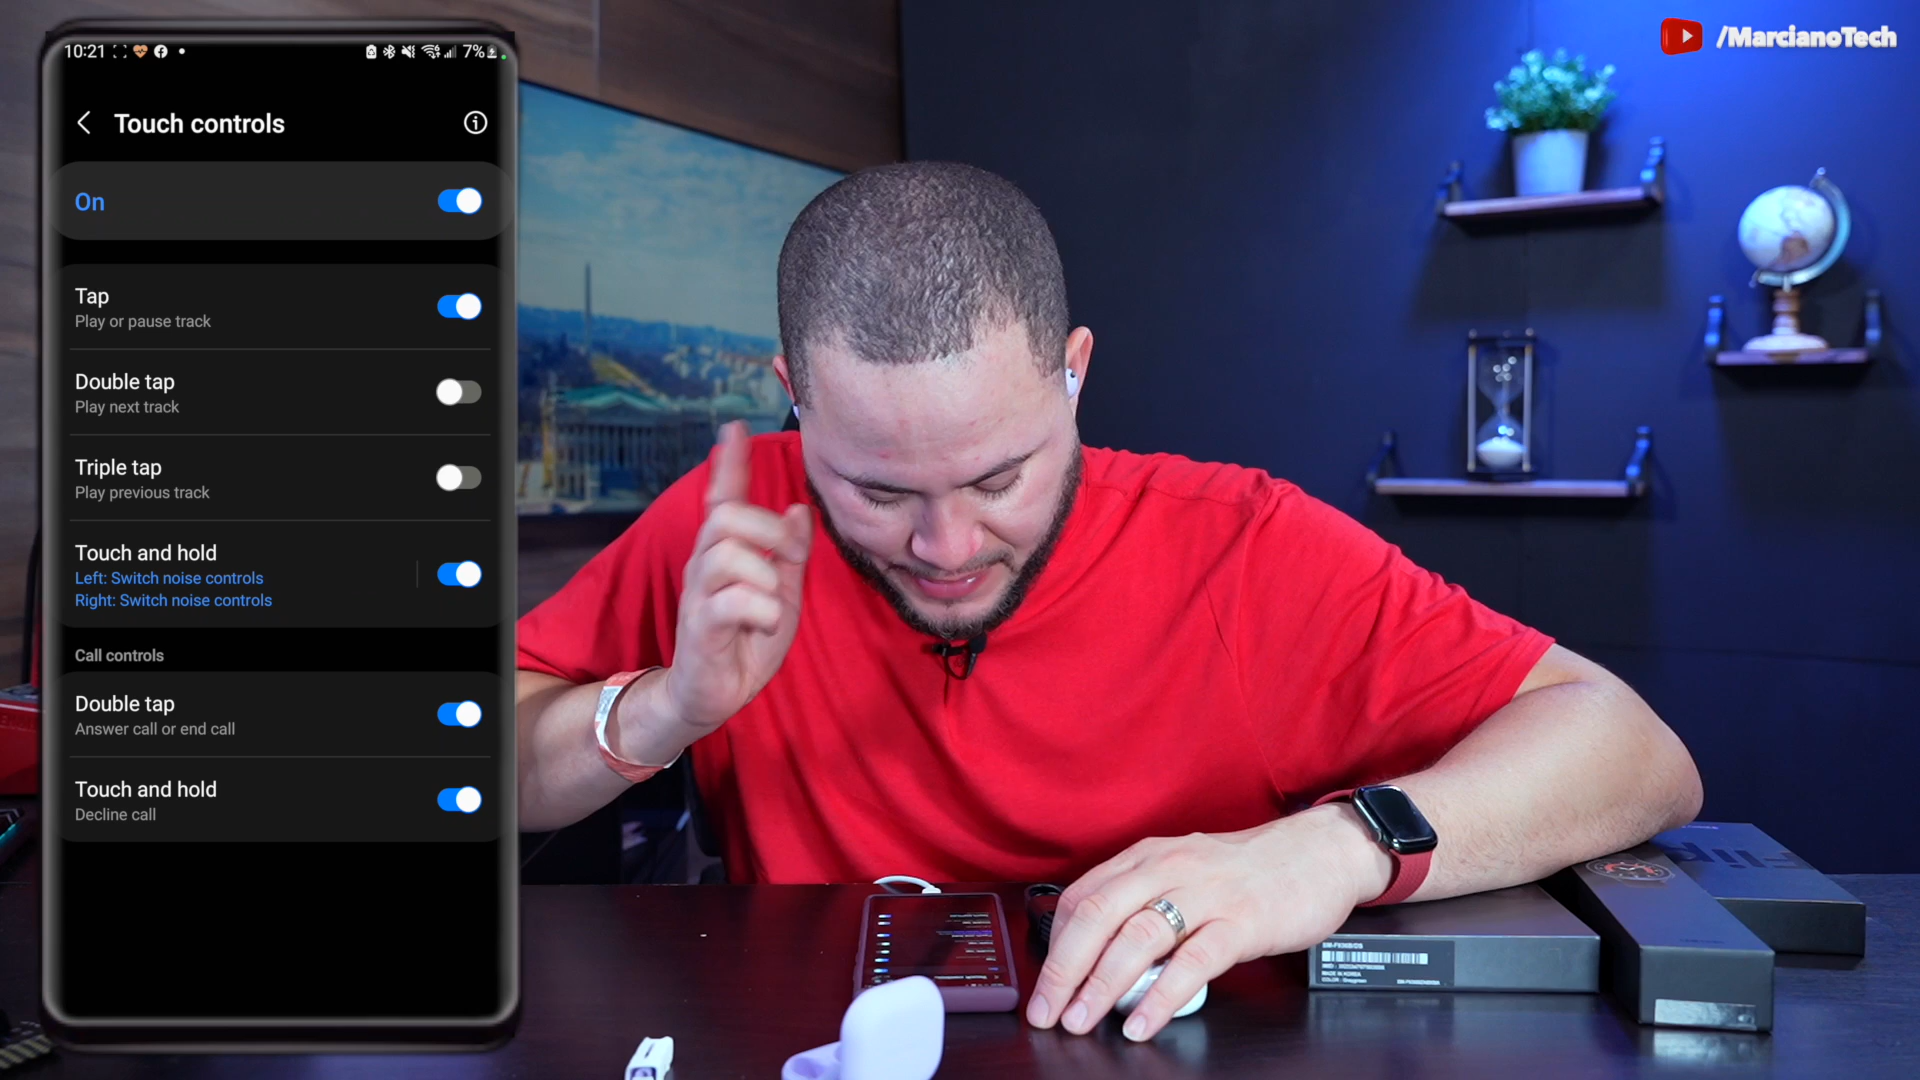 10:21
7%
Touch controls
On
Tap
Play or pause track
Double tap
Play next track
Triple tap
Play previous track
Touch and hold
Left: Switch noise controls
Right: Switch noise controls
Call controls
Double tap
Answer call or end call
Touch and hold
Decline call
/MarcianoTech